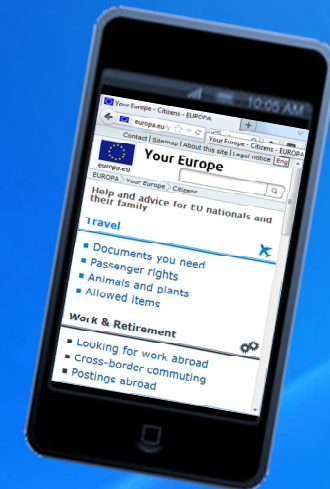 10:05 AM
Your Europe - Citizens - EUROPA
europa.eu/y
Your Europe - Citizens - EUROPA
Contact | Sitemap | About this site | Legal notice | Eng
europa.eu
Your Europe
EUROPA Your Europe Citizens
Help and advice for EU nationals and
their family
Travel
Documents you need
Passenger rights
Animals and plants
Allowed items
Work & Retirement
Looking for work abroad
Cross-border commuting
Postings abroad